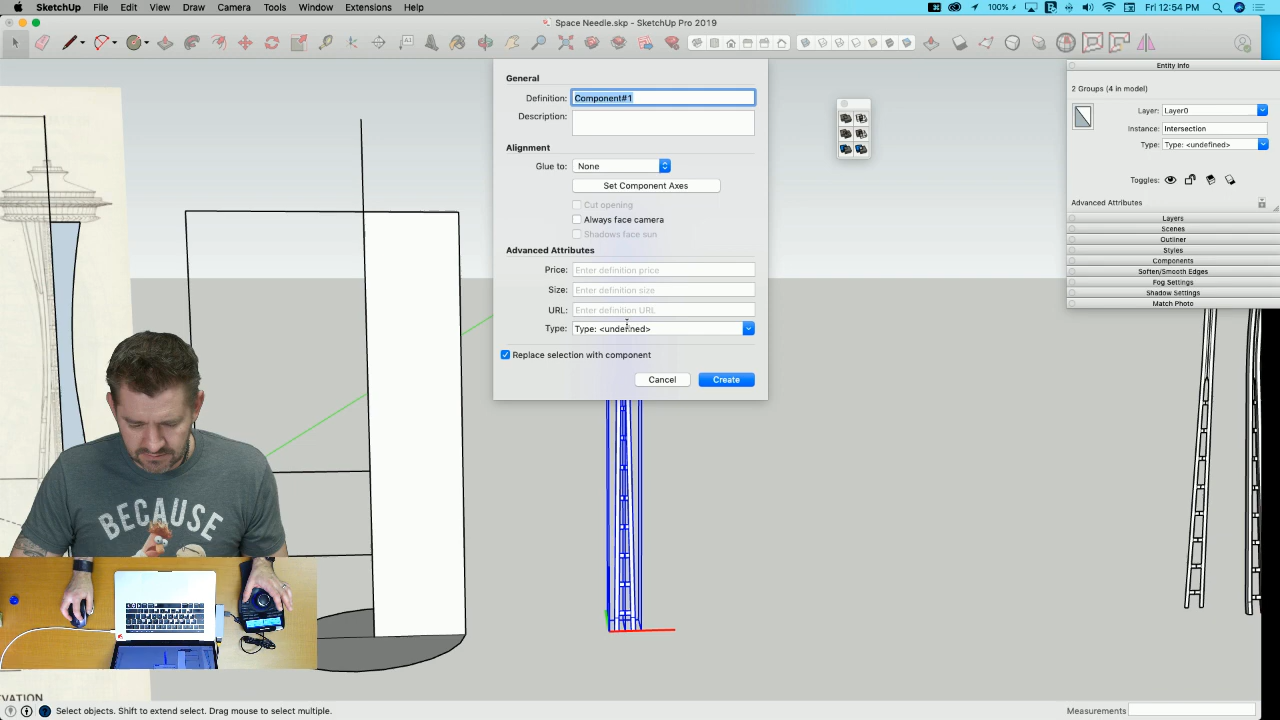 SketchUp File Edit View Draw Camera Tools Window Extensions Help
100% Fri 12:54 PM
Space Needle.skp - SketchUp Pro 2019
General
Definition: Component#1
Description:
Alignment
Glue to: None
Set Component Axes
Cut opening
Always face camera
Shadows face sun
Advanced Attributes
Price: Enter definition price
Size: Enter definition size
URL: Enter definition URL
Type: Type: <undefined>
Replace selection with component
Cancel Create
Entity Info
2 Groups (4 in model)
Layer: Layer0
Instance: Intersection
Type: Type: <undefined>
Toggles:
Advanced Attributes
Layers
Scenes
Outliner
Styles
Components
Soften/Smooth Edges
Fog Settings
Shadow Settings
Match Photo
BECAUSE
VATION
Select objects. Shift to extend select. Drag mouse to select multiple.
Measurements